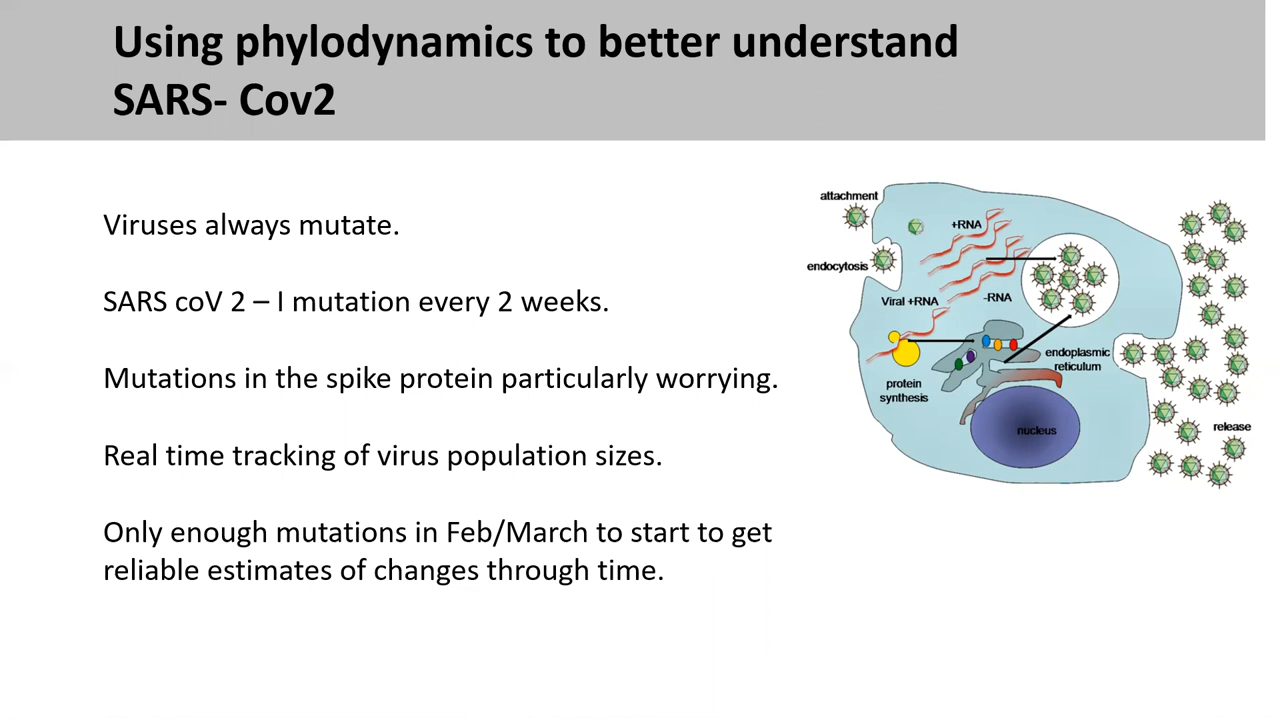 Using phylodynamics to better understand
SARS- Cov2
Viruses always mutate.
SARS coV 2 – I mutation every 2 weeks.
Mutations in the spike protein particularly worrying.
Real time tracking of virus population sizes.
Only enough mutations in Feb/March to start to get
reliable estimates of changes through time.
attachment
+RNA
endocytosis
Viral +RNA
-RNA
endoplasmic
reticulum
protein
synthesis
nucleus
release